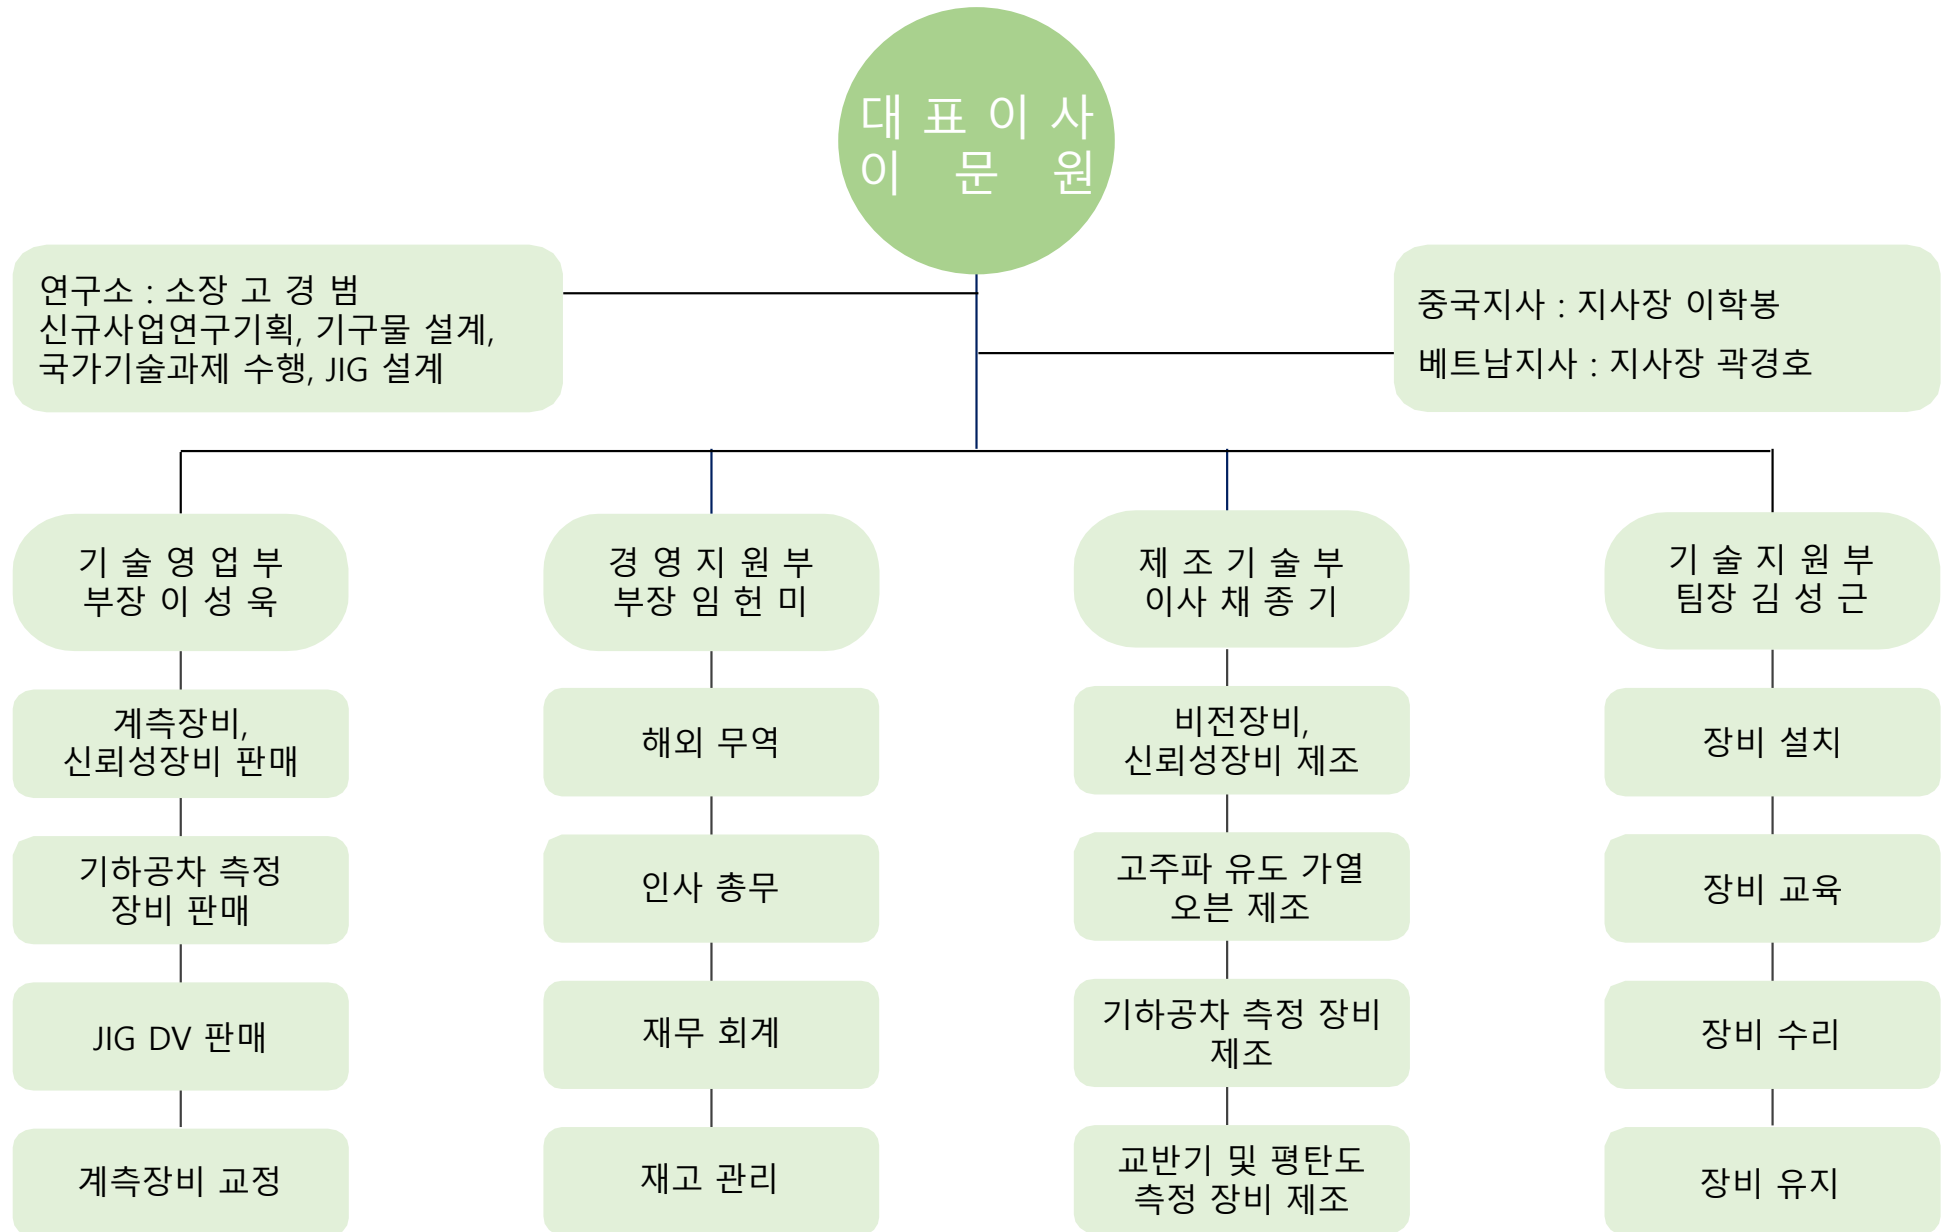 대 표 이 사
이 문 원
연구소 : 소장 고 경 범
신규사업연구기획, 기구물 설계,
국가기술과제 수행, JIG 설계
중국지사 : 지사장 이학봉
베트남지사 : 지사장 곽경호
기 술 영 업 부
부장 이 성 욱
계측장비,
신뢰성장비 판매
기하공차 측정
장비 판매
JIG DV 판매
계측장비 교정
경 영 지 원 부
부장 임 헌 미
해외 무역
인사 총무
재무 회계
재고 관리
제 조 기 술 부
이사 채 종 기
비전장비,
신뢰성장비 제조
고주파 유도 가열
오븐 제조
기하공차 측정 장비
제조
교반기 및 평탄도
측정 장비 제조
기 술 지 원 부
팀장 김 성 근
장비 설치
장비 교육
장비 수리
장비 유지